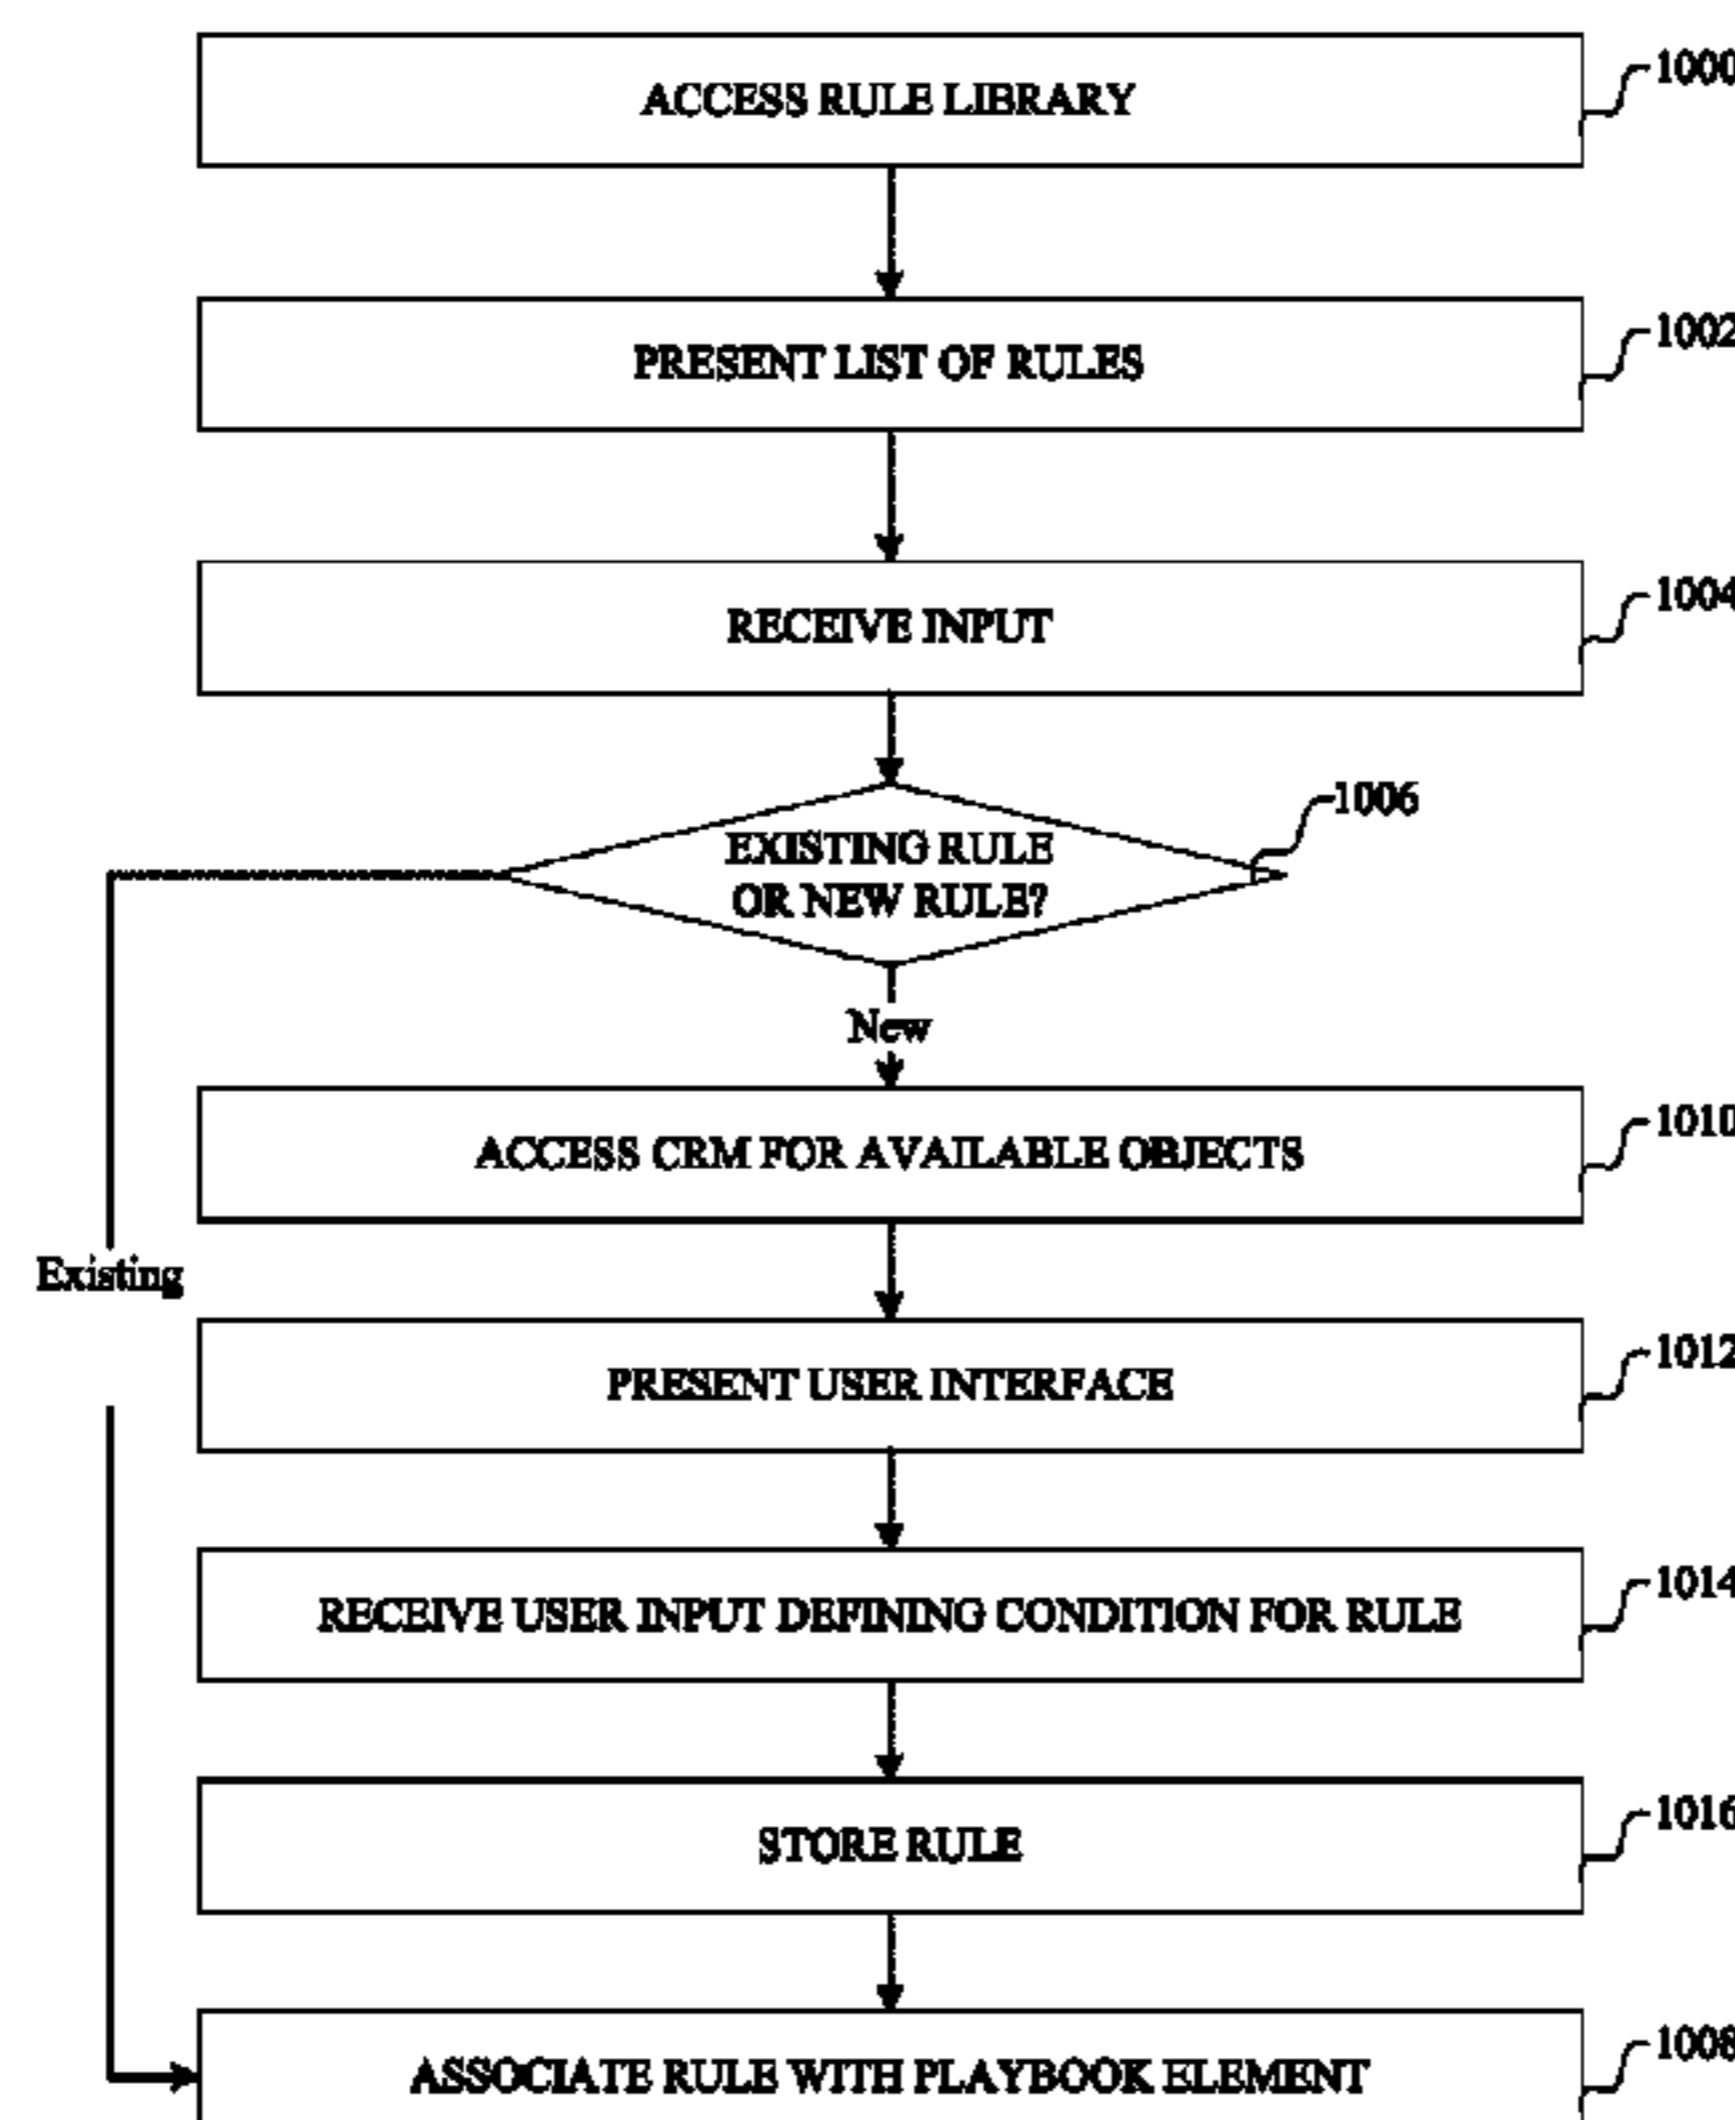 ACCESS RULE LIBRARY
1000
PRESENT LIST OF RULES
1002
RECEIVE INPUT
1004
EXISTING RULE
OR NEW RULE?
1006
New
ACCESS CRM FOR AVAILABLE OBJECTS
1010
Existing
PRESENT USER INTERFACE
1012
RECEIVE USER INPUT DEFINING CONDITION FOR RULE
1014
STORE RULE
1016
ASSOCIATE RULE WITH PLAYBOOK ELEMENT
1008